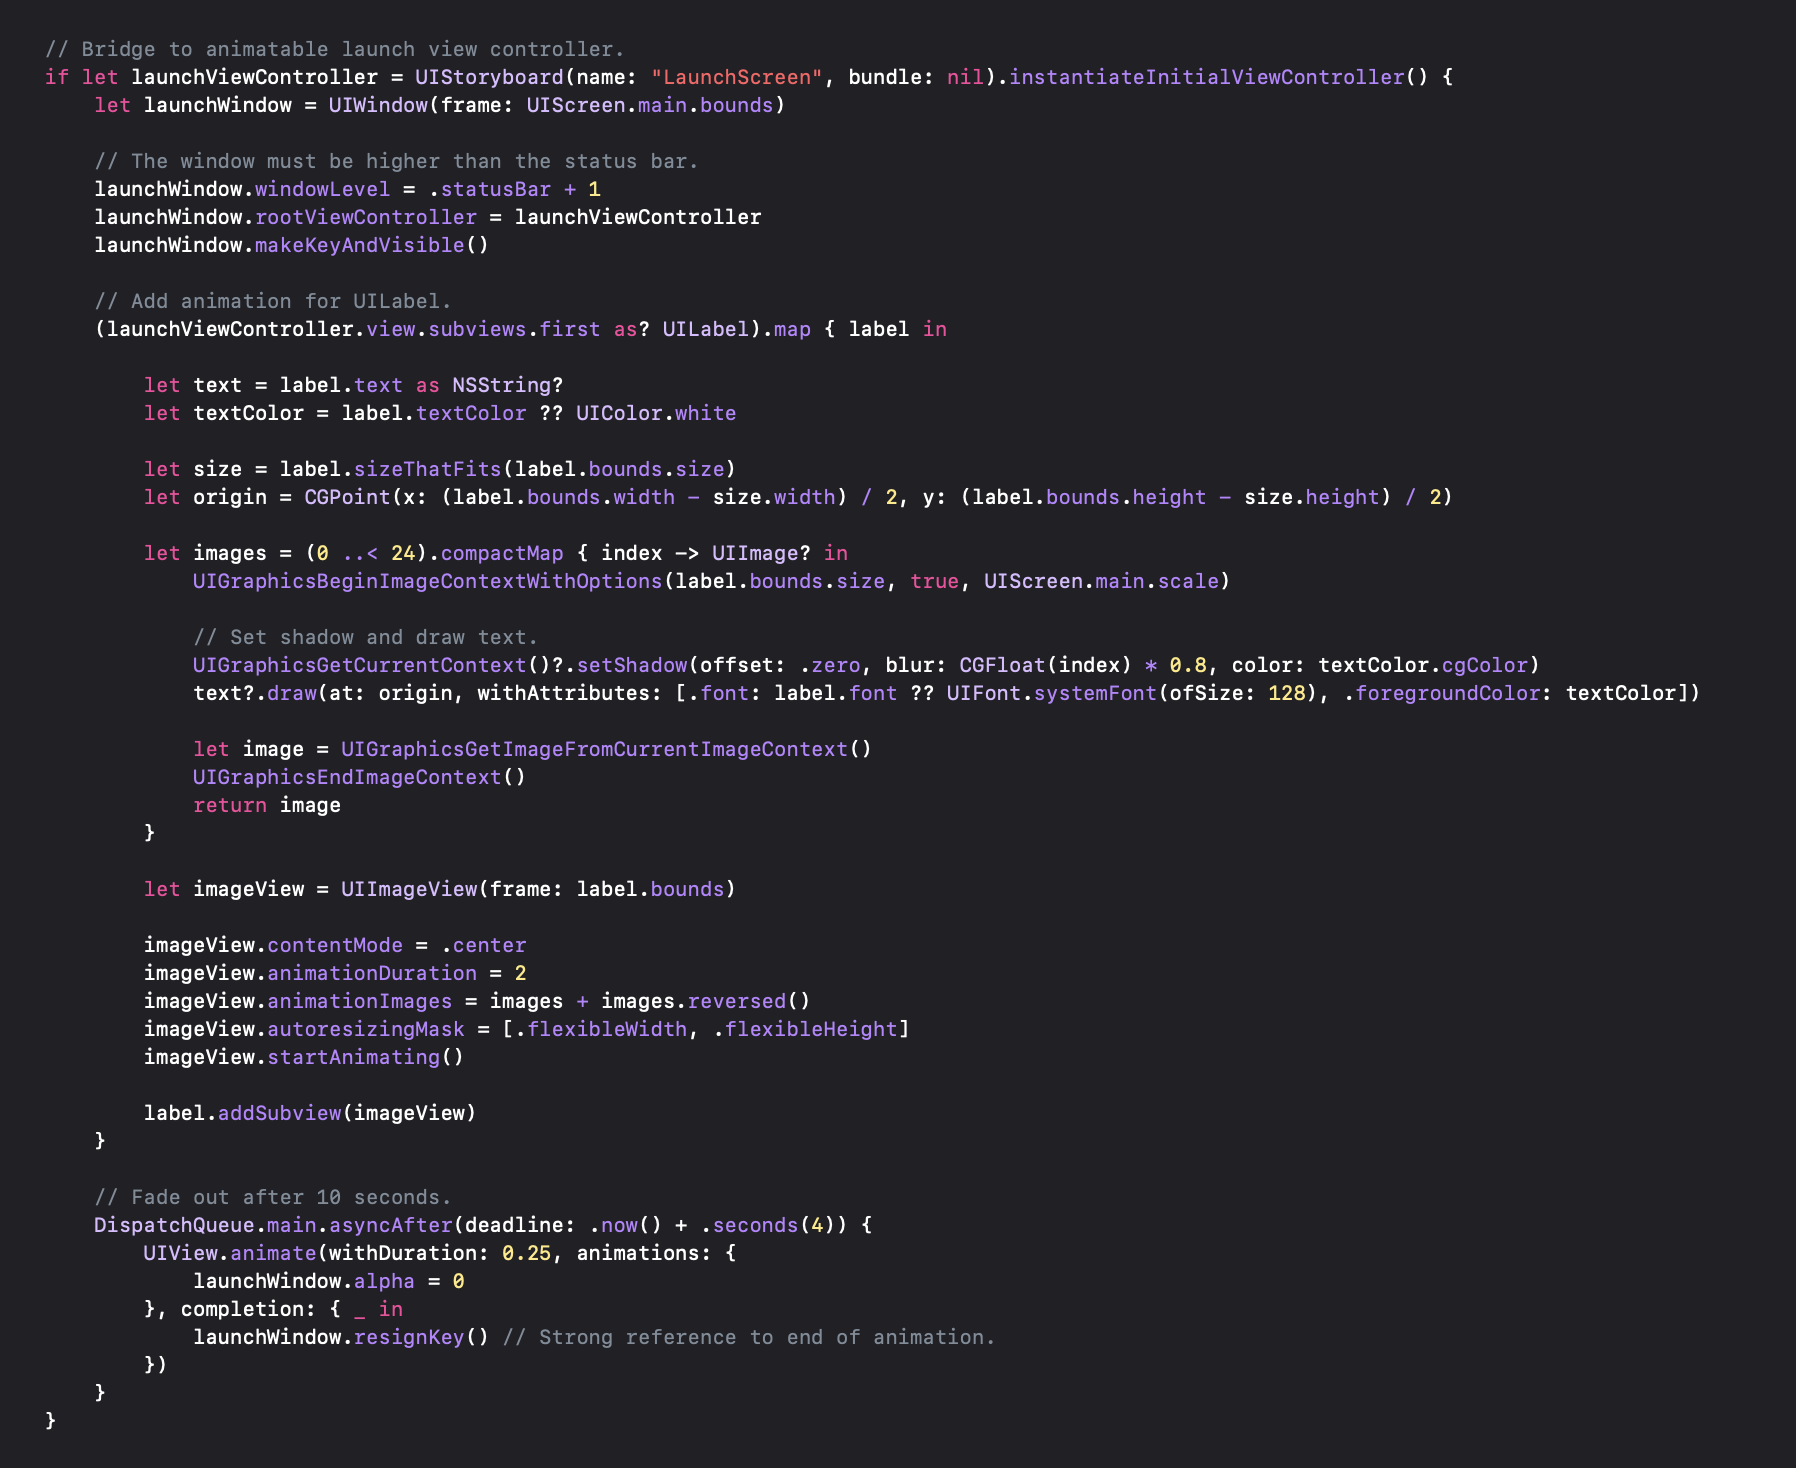 // Bridge to animatable launch view controller.
if let launchViewController = UIStoryboard(name: "LaunchScreen", bundle: nil).instantiateInitialViewController() {
    let launchWindow = UIWindow(frame: UIScreen.main.bounds)

    // The window must be higher than the status bar.
    launchWindow.windowLevel = .statusBar + 1
    launchWindow.rootViewController = launchViewController
    launchWindow.makeKeyAndVisible()

    // Add animation for UILabel.
    (launchViewController.view.subviews.first as? UILabel).map { label in

        let text = label.text as NSString?
        let textColor = label.textColor ?? UIColor.white

        let size = label.sizeThatFits(label.bounds.size)
        let origin = CGPoint(x: (label.bounds.width - size.width) / 2, y: (label.bounds.height - size.height) / 2)

        let images = (0 ..< 24).compactMap { index -> UIImage? in
            UIGraphicsBeginImageContextWithOptions(label.bounds.size, true, UIScreen.main.scale)

            // Set shadow and draw text.
            UIGraphicsGetCurrentContext()?.setShadow(offset: .zero, blur: CGFloat(index) * 0.8, color: textColor.cgColor)
            text?.draw(at: origin, withAttributes: [.font: label.font ?? UIFont.systemFont(ofSize: 128), .foregroundColor: textColor])

            let image = UIGraphicsGetImageFromCurrentImageContext()
            UIGraphicsEndImageContext()
            return image
        }

        let imageView = UIImageView(frame: label.bounds)

        imageView.contentMode = .center
        imageView.animationDuration = 2
        imageView.animationImages = images + images.reversed()
        imageView.autoresizingMask = [.flexibleWidth, .flexibleHeight]
        imageView.startAnimating()

        label.addSubview(imageView)
    }

    // Fade out after 10 seconds.
    DispatchQueue.main.asyncAfter(deadline: .now() + .seconds(4)) {
        UIView.animate(withDuration: 0.25, animations: {
            launchWindow.alpha = 0
        }, completion: { _ in
            launchWindow.resignKey() // Strong reference to end of animation.
        })
    }
}